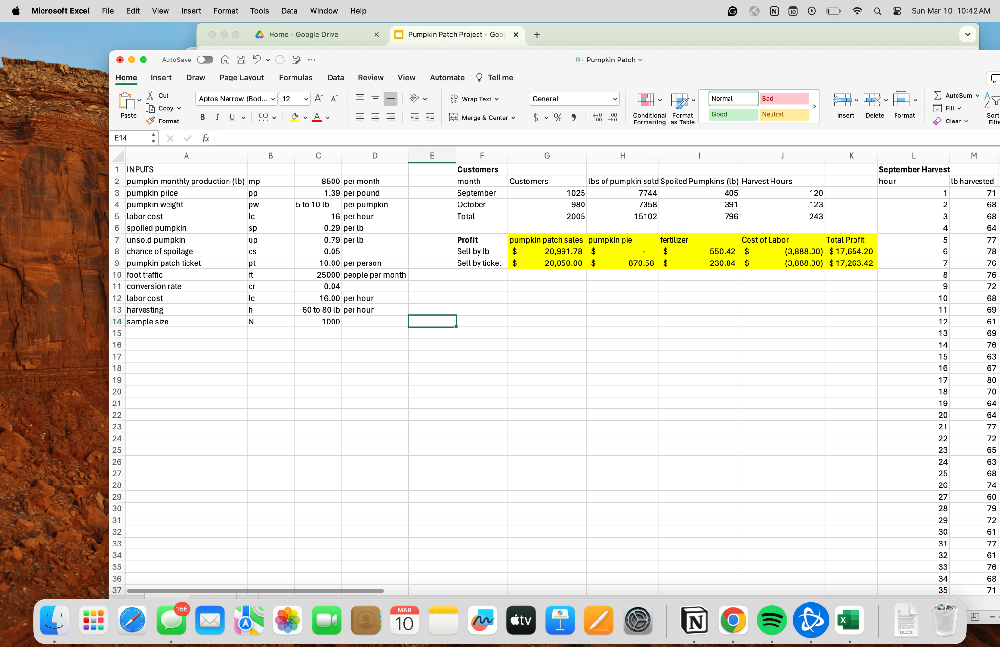 Microsoft Excel File Edit View Insert Format Tools Data Window Help Sun Mar 10 10:42 AM
Home - Google Drive Pumpkin Patch Project - Goog
AutoSave Pumpkin Patch
Home Insert Draw Page Layout Formulas Data Review View Automate Tell me
Paste Cut Copy Format
Aptos Narrow (Bod... 12
Wrap Text
Merge & Center
General
Conditional Formatting
Format as Table
Normal Bad
Good Neutral
Insert Delete Format
AutoSum
Fill
Clear
Sort
Filte
E14 fx
A B C D E F G H I J K L M
1 INPUTS Customers September Harvest
2 pumpkin monthly production (lb) mp 8500 per month month Customers lbs of pumpkin sold Spoiled Pumpkins (lb) Harvest Hours hour lb harvested
3 pumpkin price pp 1.39 per pound September 1025 7744 405 120 1 71
4 pumpkin weight pw 5 to 10 lb per pumpkin October 980 7358 391 123 2 68
5 labor cost lc 16 per hour Total 2005 15102 796 243 3 68
6 spoiled pumpkin sp 0.29 per lb 4 64
7 unsold pumpkin up 0.79 per lb Profit pumpkin patch sales pumpkin pie fertilizer Cost of Labor Total Profit 5 77
8 chance of spoilage cs 0.05 Sell by lb $ 20,991.78 $ - $ 550.42 $ (3,888.00) $ 17,654.20 6 78
9 pumpkin patch ticket pt 10.00 per person Sell by ticket $ 20,050.00 $ 870.58 $ 230.84 $ (3,888.00) $ 17,263.42 7 76
10 foot traffic ft 25000 people per month 8 76
11 conversion rate cr 0.04 9 72
12 labor cost lc 16.00 per hour 10 68
13 harvesting h 60 to 80 lb per hour 11 69
14 sample size N 1000 12 61
15 13 69
16 14 76
17 15 63
18 16 67
19 17 80
20 18 70
21 19 64
22 20 64
23 21 77
24 22 72
25 23 65
26 24 63
27 25 68
28 26 74
29 27 60
30 28 79
31 29 72
32 30 61
33 31 77
34 32 61
35 33 76
36 34 68
37 35 71
166
MAR
10
tv
DOCX